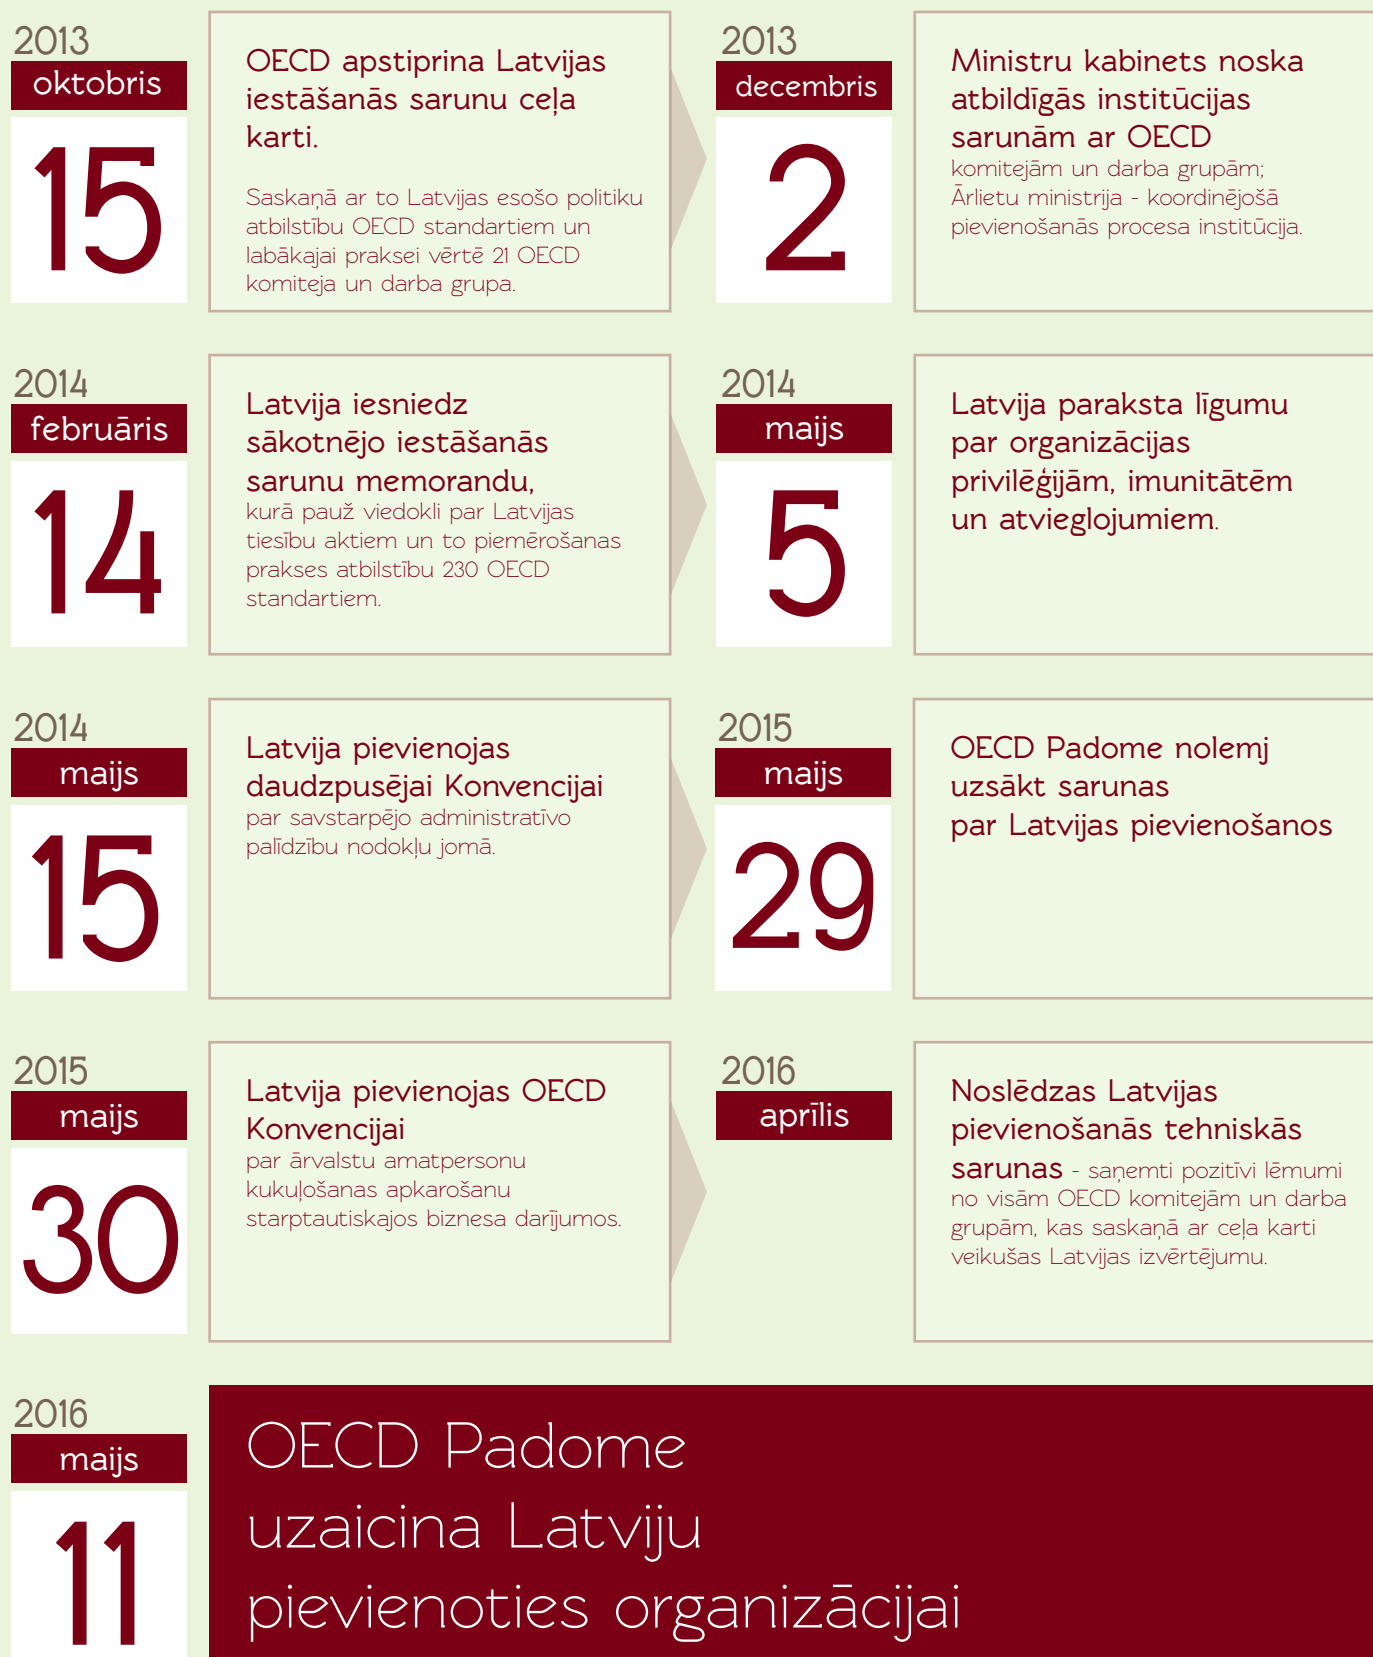 2013
oktobris
15
OECD apstiprina Latvijas
iestāšanās sarunu ceļa
karti.
Saskaņā ar to Latvijas esošo politiku
atbilstību OECD standartiem un
labākajai praksei vērtē 21 OECD
komiteja un darba grupa.
2013
decembris
2
Ministru kabinets noska
atbildīgās institūcijas
sarunām ar OECD
komitejām un darba grupām;
Ārlietu ministrija - koordinējošā
pievienošanās procesa institūcija.
2014
februāris
14
Latvija iesniedz
sākotnējo iestāšanās
sarunu memorandu,
kurā pauž viedokli par Latvijas
tiesību aktiem un to piemērošanas
prakses atbilstību 230 OECD
standartiem.
2014
maijs
5
Latvija paraksta līgumu
par organizācijas
privilēģijām, imunitātēm
un atvieglojumiem.
2014
maijs
15
Latvija pievienojas
daudzpusējai Konvencijai
par savstarpējo administratīvo
palīdzību nodokļu jomā.
2015
maijs
29
OECD Padome nolemj
uzsākt sarunas
par Latvijas pievienošanos
2015
maijs
30
Latvija pievienojas OECD
Konvencijai
par ārvalstu amatpersonu
kukuļošanas apkarošanu
starptautiskajos biznesa darījumos.
2016
aprīlis
Noslēdzas Latvijas
pievienošanās tehniskās
sarunas - saņemti pozitīvi lēmumi
no visām OECD komitejām un darba
grupām, kas saskaņā ar ceļa karti
veikušas Latvijas izvērtējumu.
2016
maijs
11
OECD Padome
uzaicina Latviju
pievienoties organizācijai